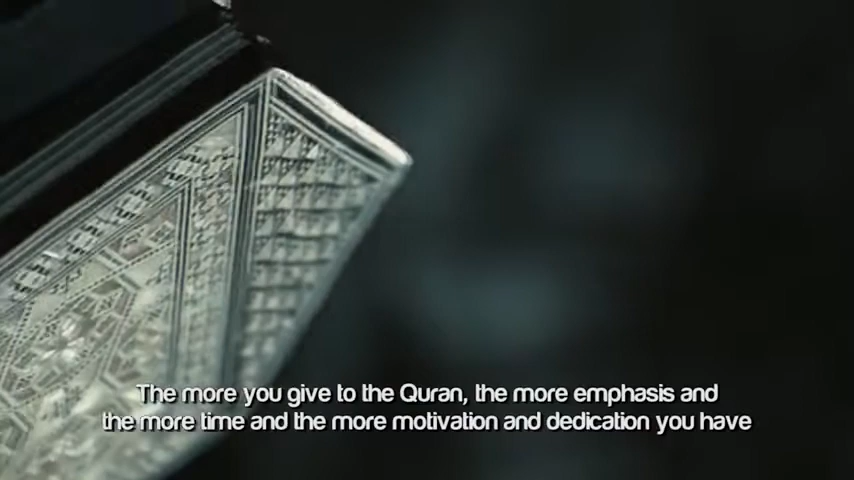 The more you give to the Quran, the more emphasis and
the more time and the more motivation and dedication you have